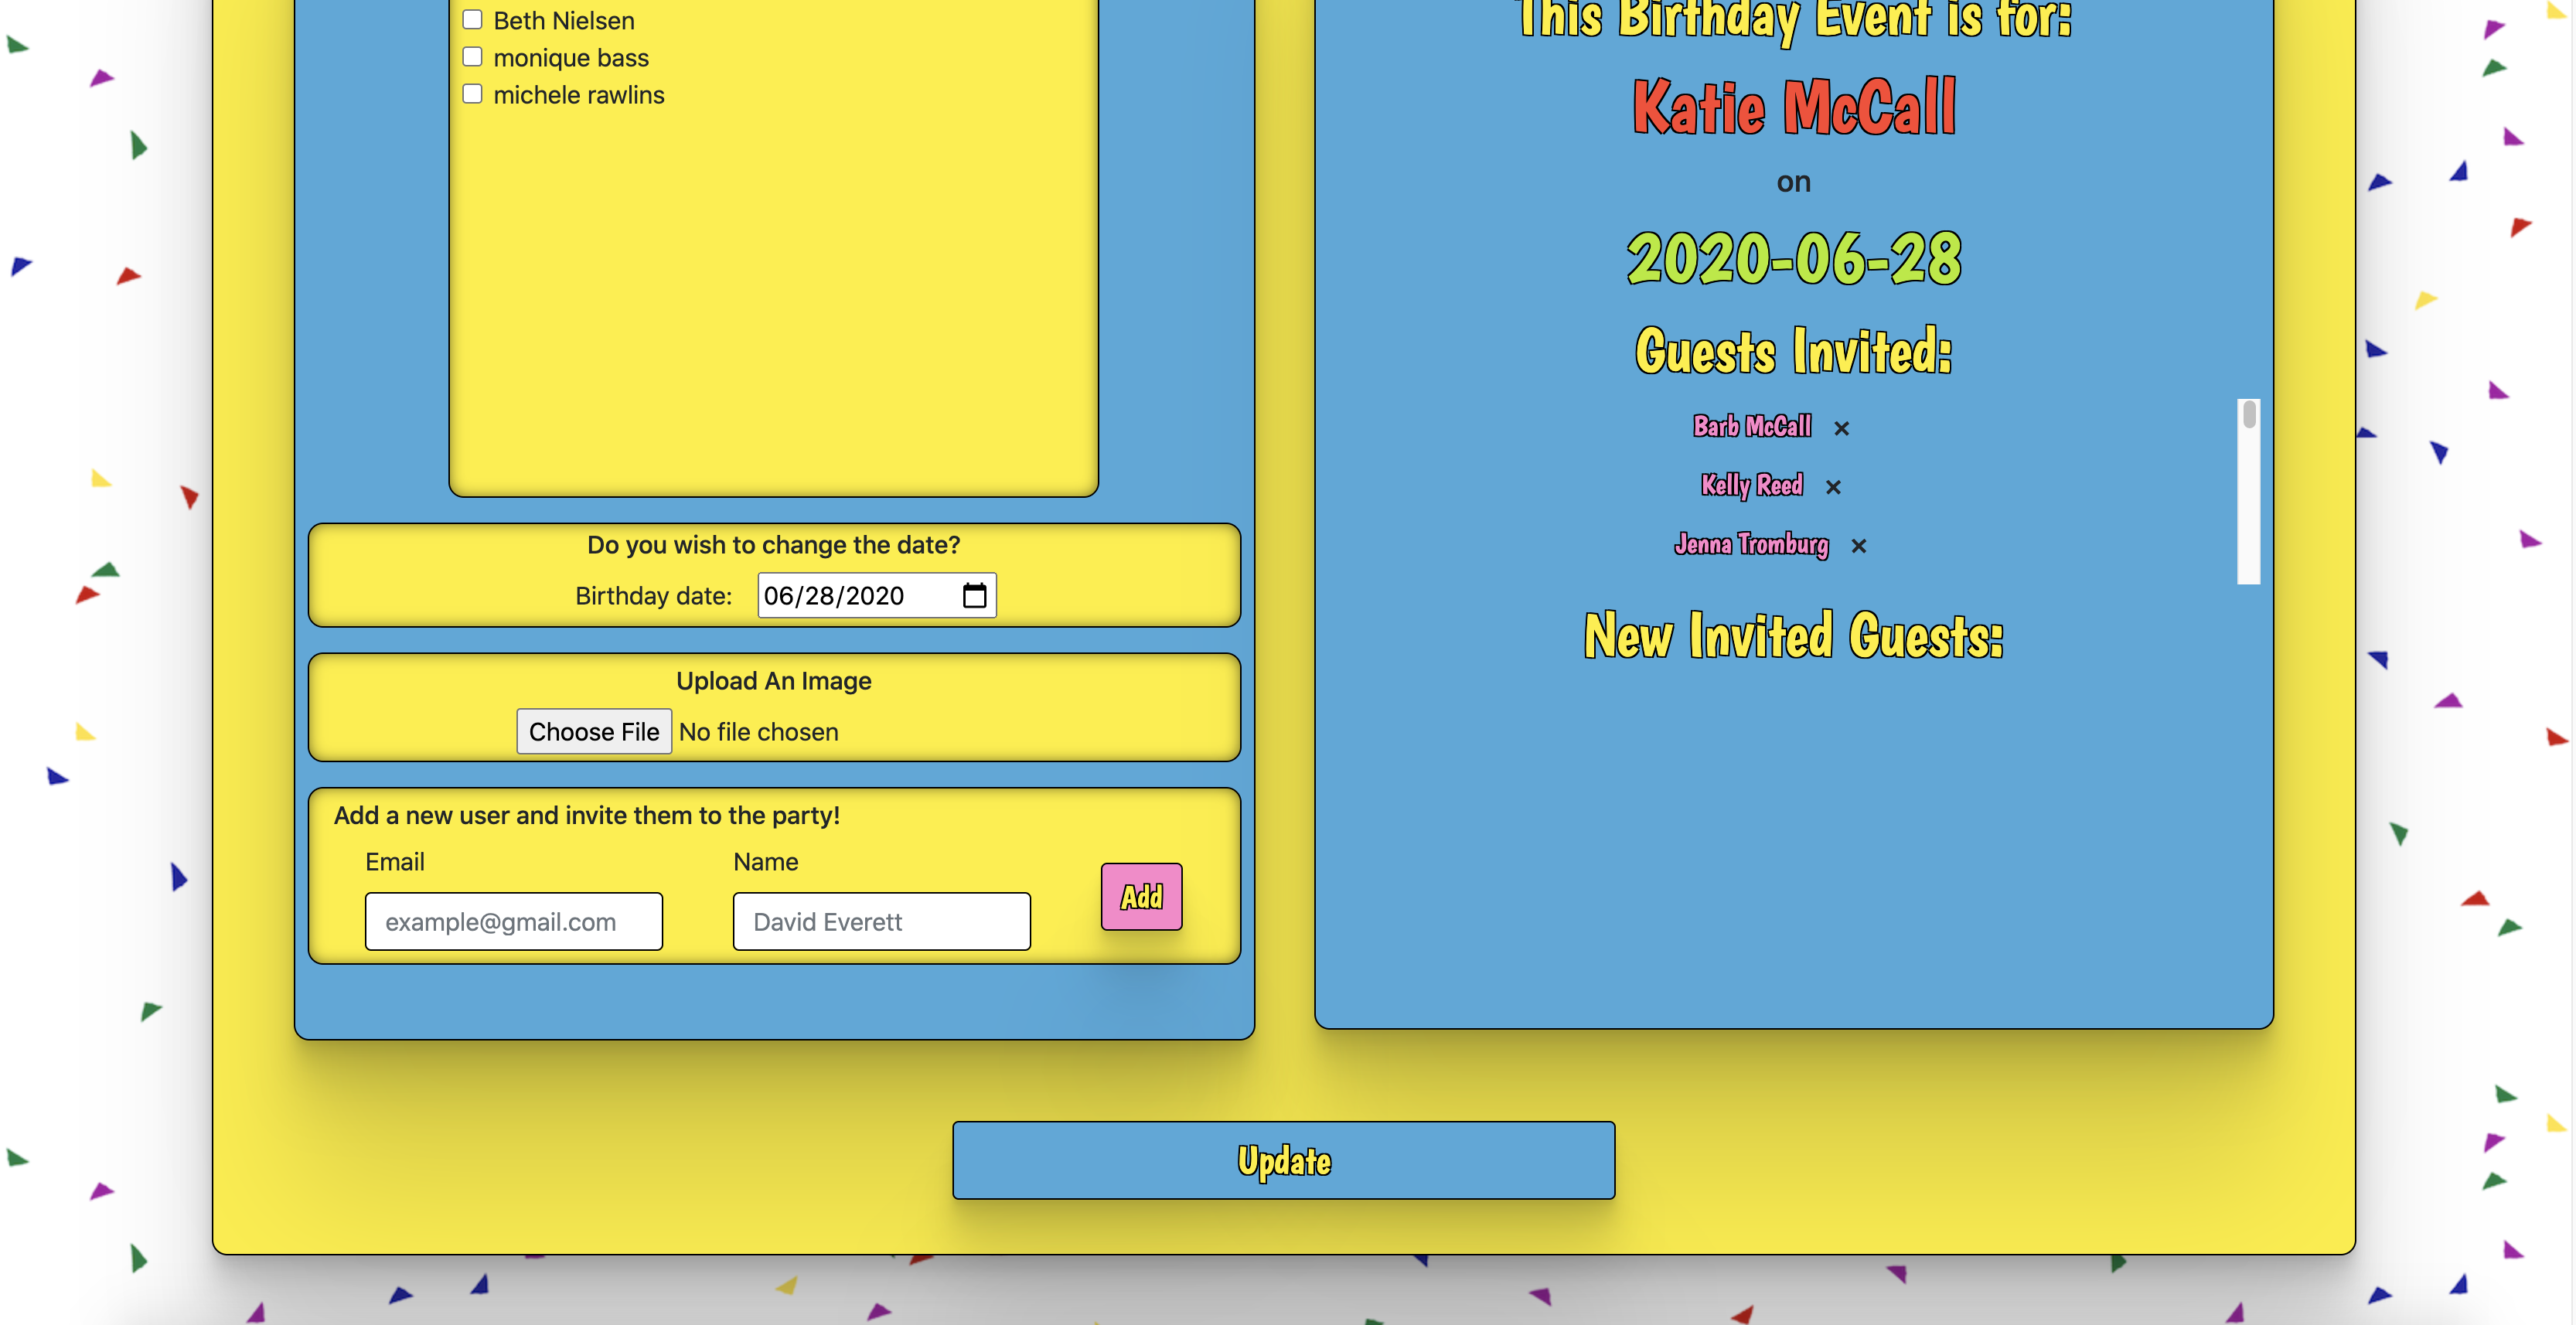 Beth Nielsen
monique bass
michele rawlins
Do you wish to change the date?
Birthday date: 06/28/2020
Upload An Image
Choose File No file chosen
Add a new user and invite them to the party!
Email Name
example@gmail.com David Everett
Add
This Birthday Event is for:
Katie McCall
on
2020-06-28
Guests Invited:
Barb McCall ×
Kelly Reed ×
Jenna Tromburg ×
New Invited Guests:
Update